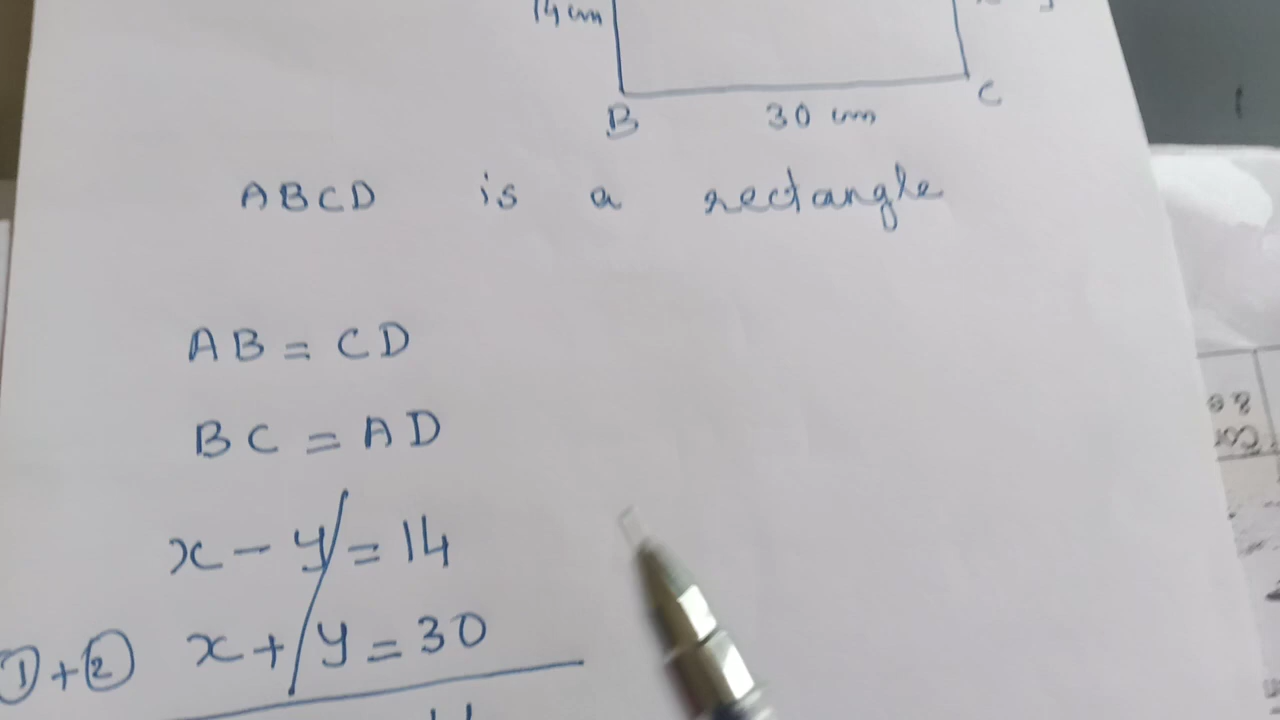 14 cm
B 30 cm C
ABCD is a rectangle
AB = CD
BC = AD
x - y = 14
① + ② x + y = 30